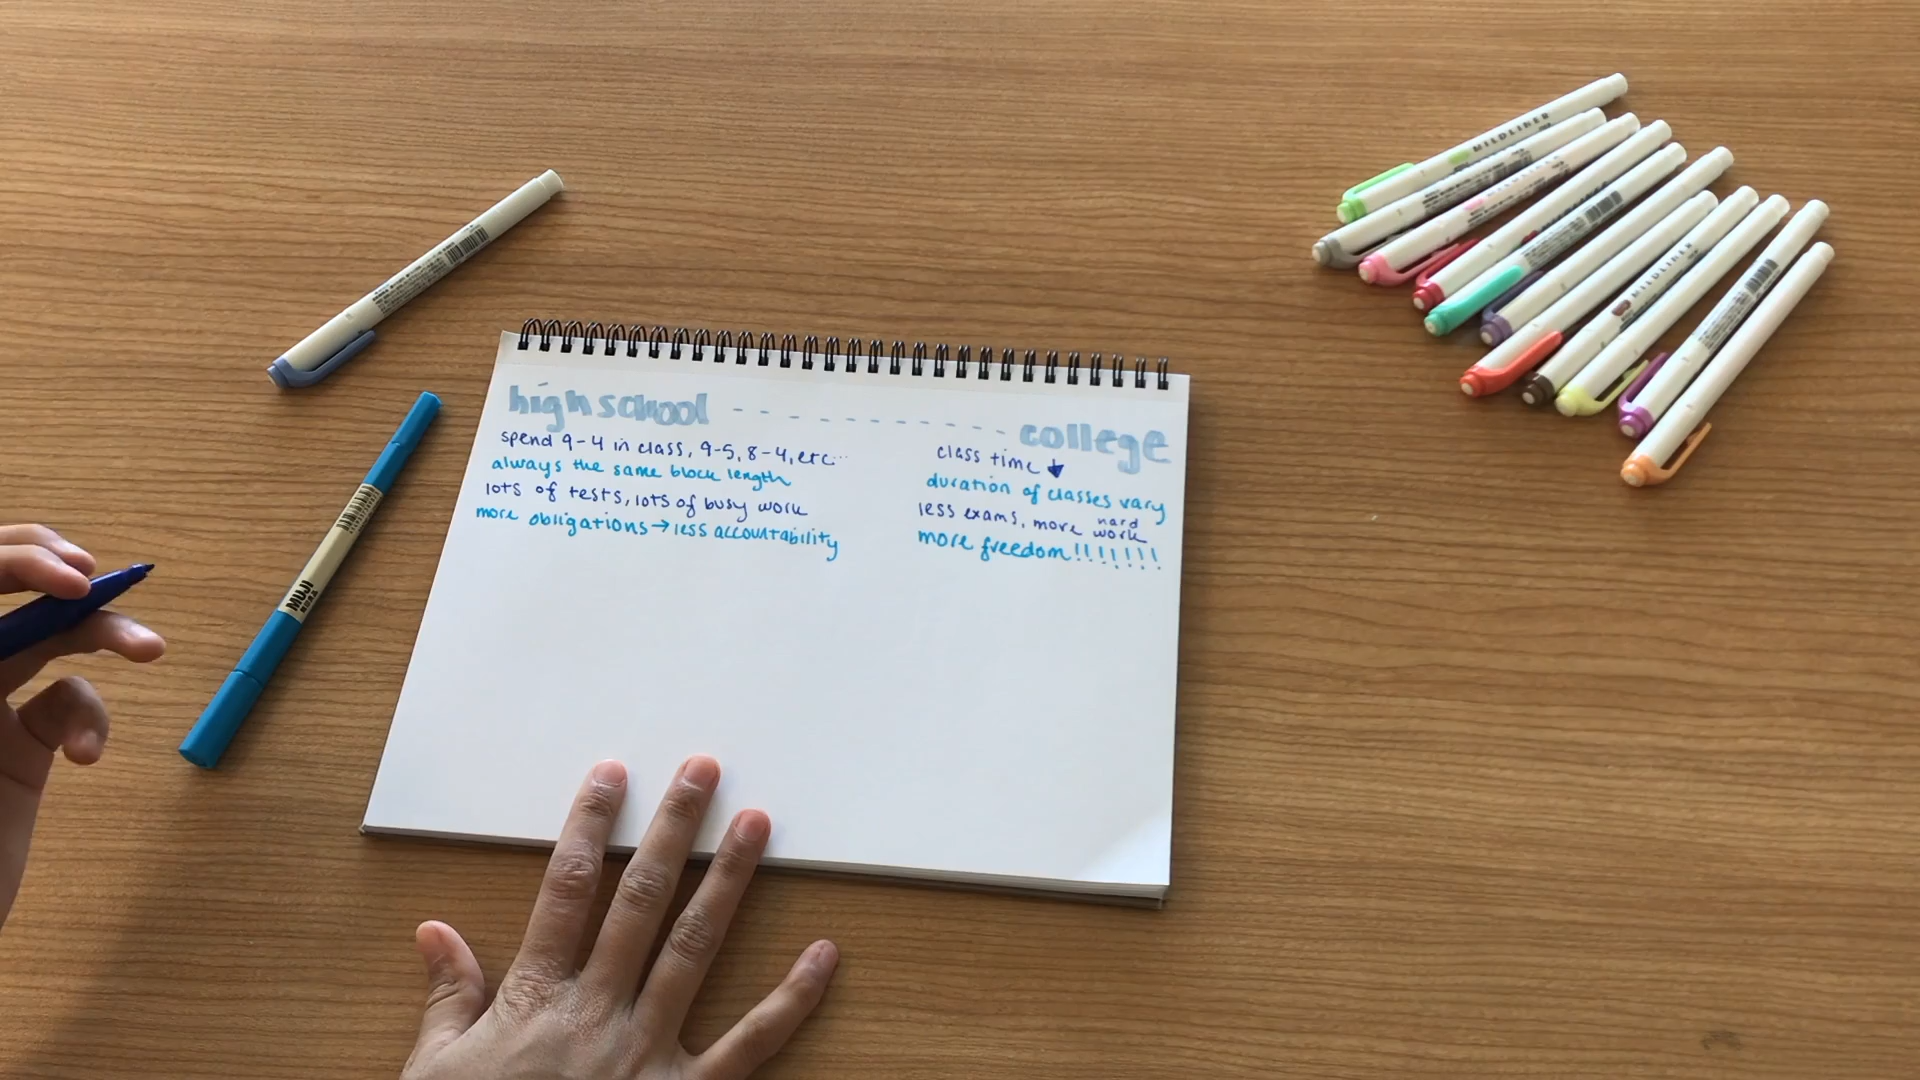 high school - - - - - - - - - - college
spend 9-4 in class, 9-5, 8-4, etc...
always the same block length
lots of tests, lots of busy work
more obligations → less accountability
class time ↓
duration of classes vary
less exams, more hard work
more freedom!!!!!!!
MUJI
MILDLINER
MILDLINER